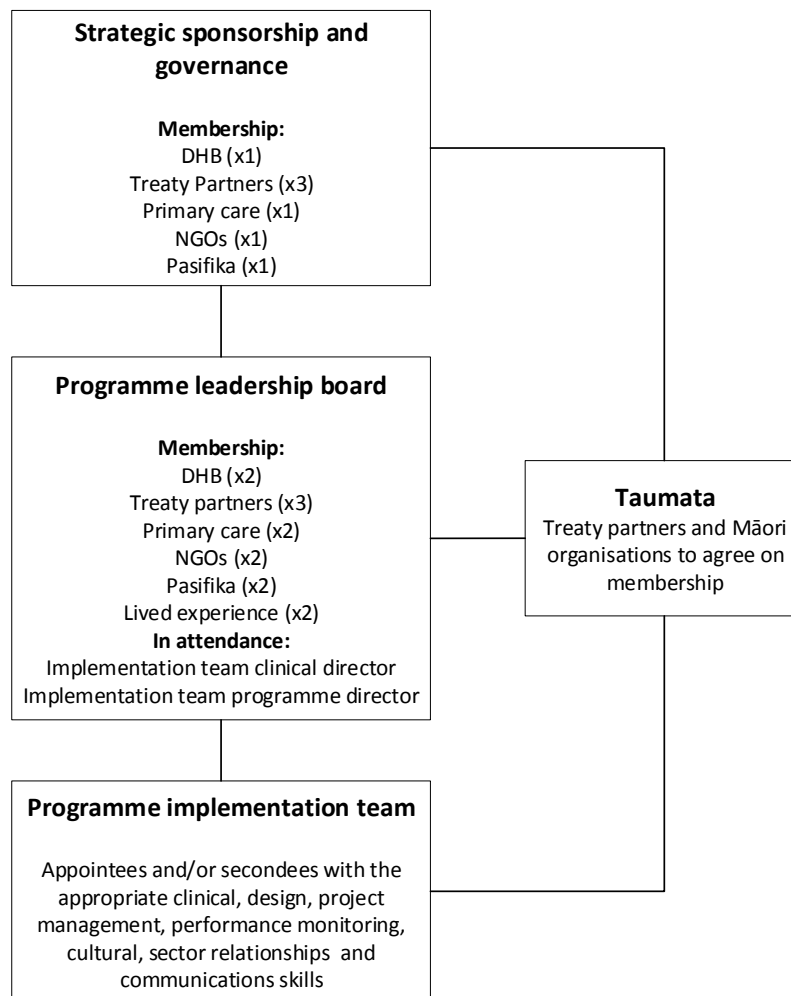 Strategic sponsorship and
governance
Membership:
DHB (x1)
Treaty Partners (x3)
Primary care (x1)
NGOs (x1)
Pasifika (x1)
Programme leadership board
Membership:
DHB (x2)
Treaty partners (x3)
Primary care (x2)
NGOs (x2)
Pasifika (x2)
Lived experience (x2)
In attendance:
Implementation team clinical director
Implementation team programme director
Taumata
Treaty partners and Māori
organisations to agree on
membership
Programme implementation team
Appointees and/or secondees with the
appropriate clinical, design, project
management, performance monitoring,
cultural, sector relationships  and
communications skills